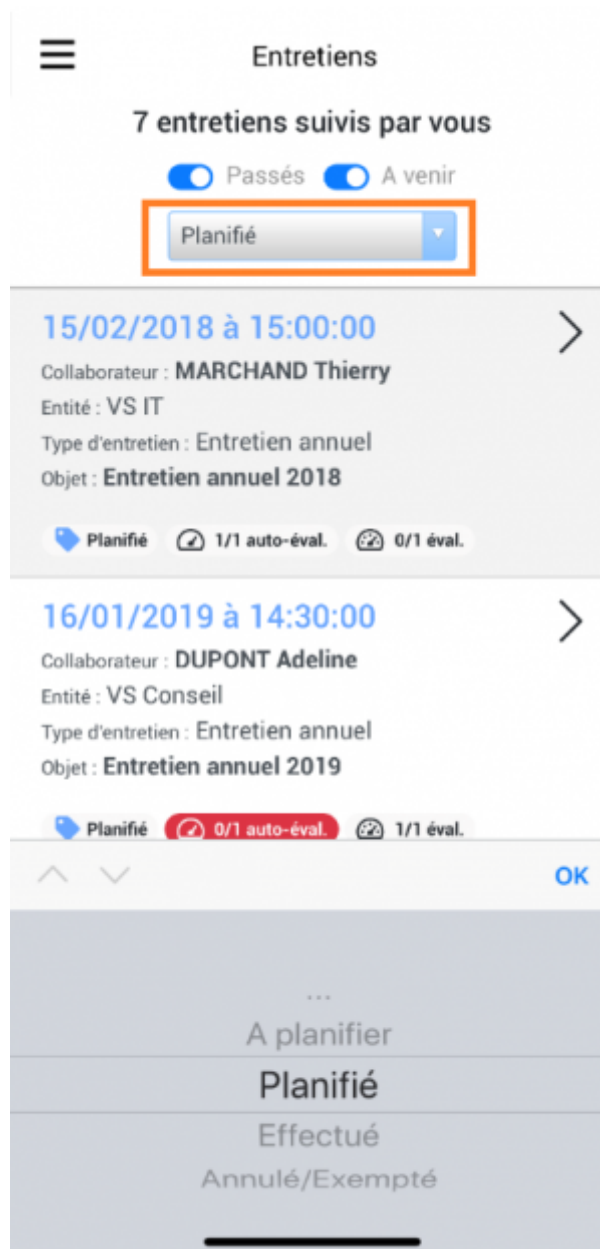 Entretiens
7 entretiens suivis par vous
Passés A venir
Planifié
15/02/2018 à 15:00:00
Collaborateur : MARCHAND Thierry
Entité : VS IT
Type d'entretien : Entretien annuel
Objet : Entretien annuel 2018
Planifié 1/1 auto-éval. 0/1 éval.
16/01/2019 à 14:30:00
Collaborateur : DUPONT Adeline
Entité : VS Conseil
Type d'entretien : Entretien annuel
Objet : Entretien annuel 2019
Planifié 0/1 auto-éval. 1/1 éval.
OK
...
A planifier
Planifié
Effectué
Annulé/Exempté